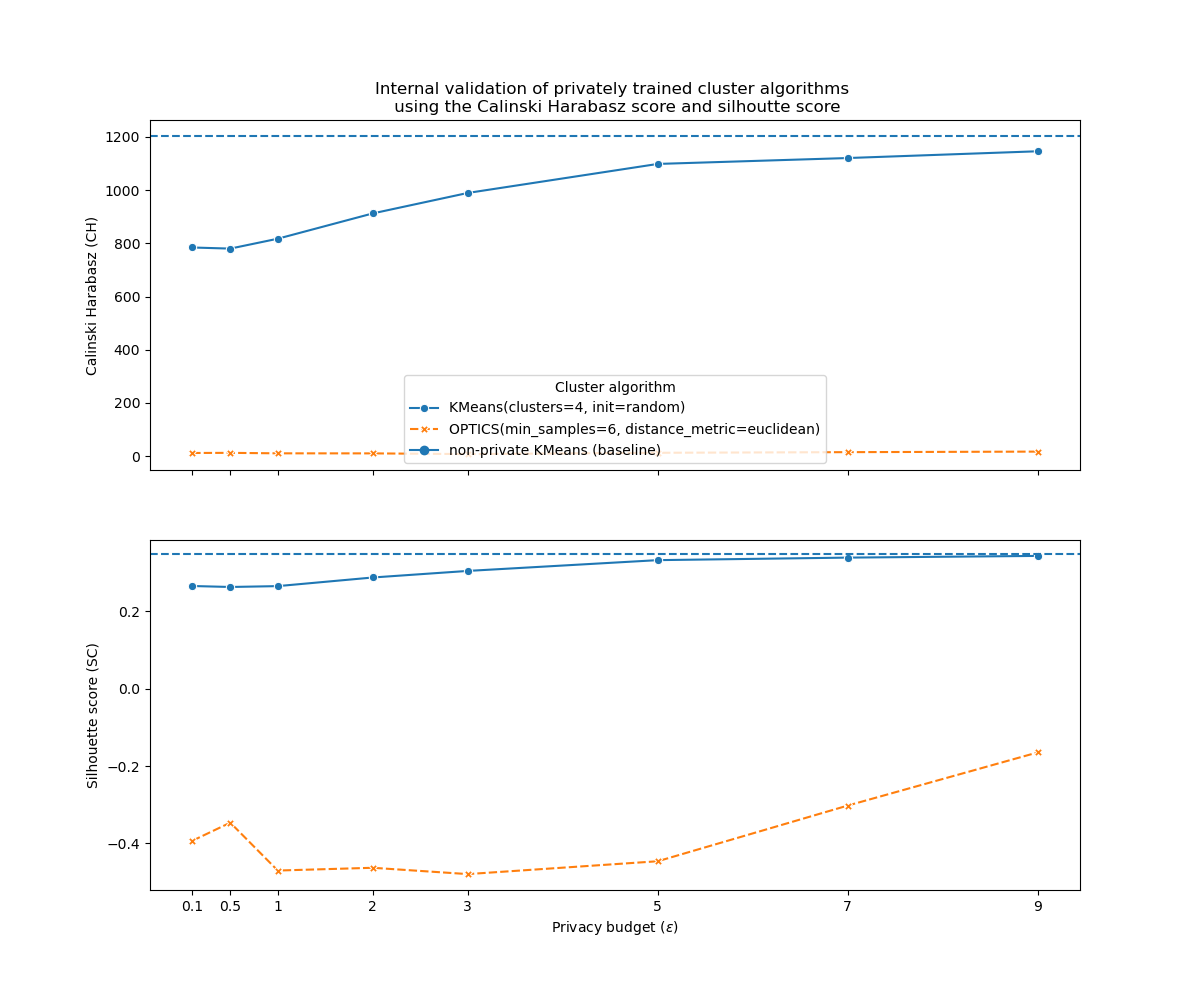 Internal validation of privately trained cluster algorithms
using the Calinski Harabasz score and silhoutte score
1200
1000
800
600
400
200
0
Calinski Harabasz (CH)
Cluster algorithm
KMeans(clusters=4, init=random)
OPTICS(min_samples=6, distance_metric=euclidean)
non-private KMeans (baseline)
0.2
0.0
−0.2
−0.4
Silhouette score (SC)
0.1 0.5 1 2 3 5 7 9
Privacy budget (ε)